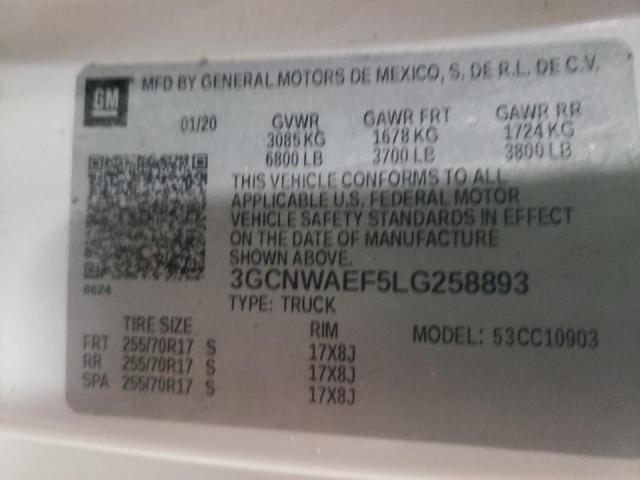 GM
MFD BY GENERAL MOTORS DE MEXICO, S. DE R.L. DE C.V.
01/20 GVWR GAWR FRT GAWR RR
3085 KG 1678 KG 1724 KG
6800 LB 3700 LB 3800 LB
THIS VEHICLE CONFORMS TO ALL
APPLICABLE U.S. FEDERAL MOTOR
VEHICLE SAFETY STANDARDS IN EFFECT
ON THE DATE OF MANUFACTURE
SHOWN ABOVE.
3GCNWAEF5LG258893
8624
TYPE: TRUCK
TIRE SIZE RIM MODEL: 53CC10903
FRT 255/70R17 S 17X8J
RR 255/70R17 S 17X8J
SPA 255/70R17 S 17X8J